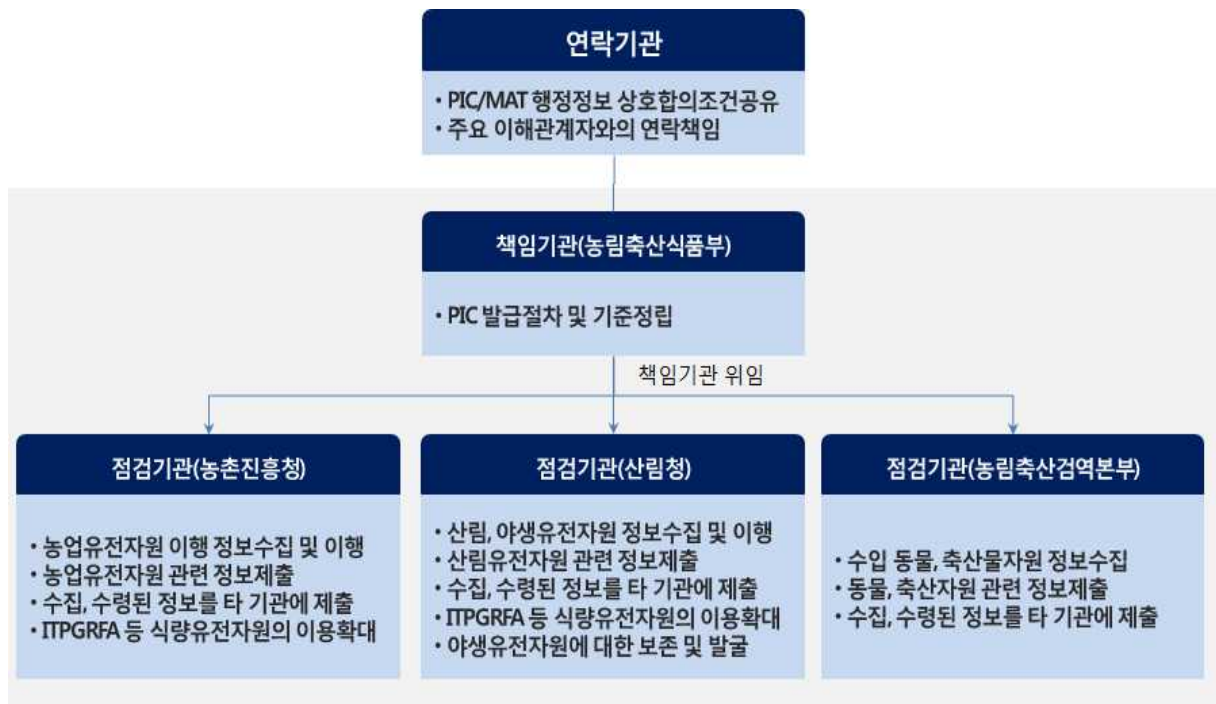 연락기관
• PIC/MAT 행정정보 상호합의조건공유
• 주요 이해관계자와의 연락책임
책임기관(농림축산식품부)
• PIC 발급절차 및 기준정립
책임기관 위임
점검기관(농촌진흥청)
• 농업유전자원 이행 정보수집 및 이행
• 농업유전자원 관련 정보제출
• 수집, 수령된 정보를 타 기관에 제출
• ITPGRFA 등 식량유전자원의 이용확대
점검기관(산림청)
• 산림, 야생유전자원 정보수집 및 이행
• 산림유전자원 관련 정보제출
• 수집, 수령된 정보를 타 기관에 제출
• ITPGRFA 등 식량유전자원의 이용확대
• 야생유전자원에 대한 보존 및 발굴
점검기관(농림축산검역본부)
• 수입 동물, 축산물자원 정보수집
• 동물, 축산자원 관련 정보제출
• 수집, 수령된 정보를 타 기관에 제출